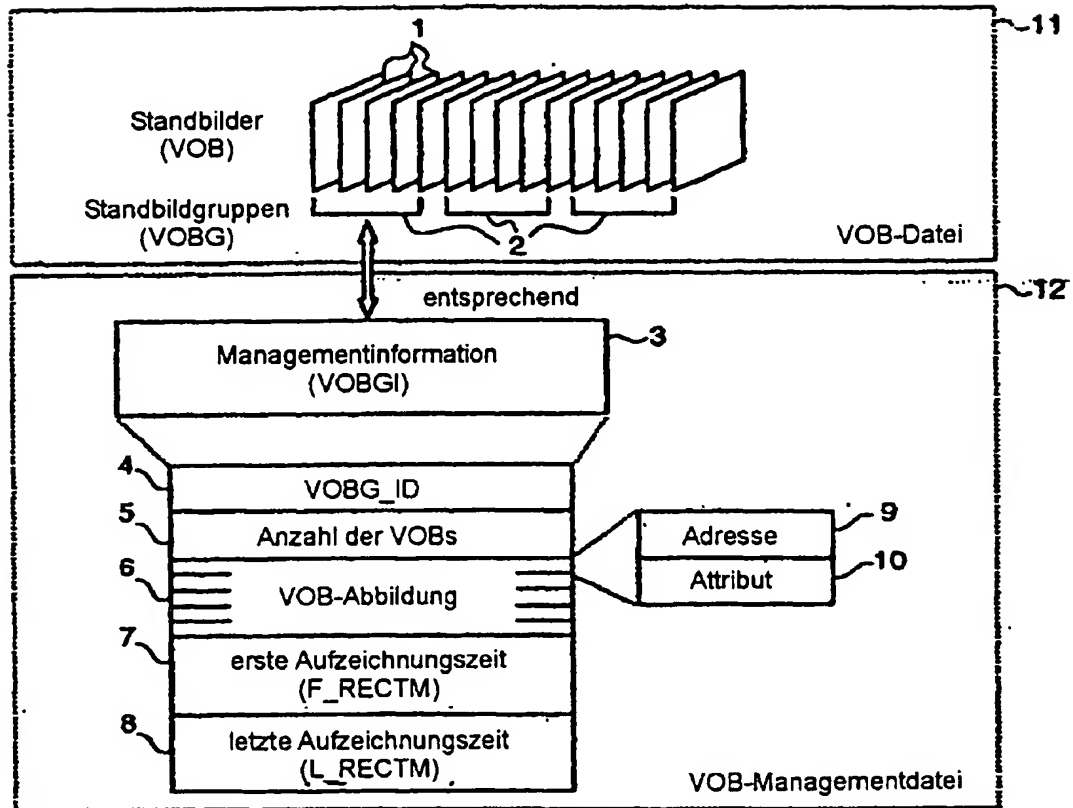 1
11
Standbilder
(VOB)
Standbildgruppen
(VOBG)
2
VOB-Datei
12
entsprechend
3
Managementinformation
(VOBGI)
4
VOBG_ID
5
Anzahl der VOBs
9
Adresse
6
VOB-Abbildung
10
Attribut
7
erste Aufzeichnungszeit
(F_RECTM)
8
letzte Aufzeichnungszeit
(L_RECTM)
VOB-Managementdatei